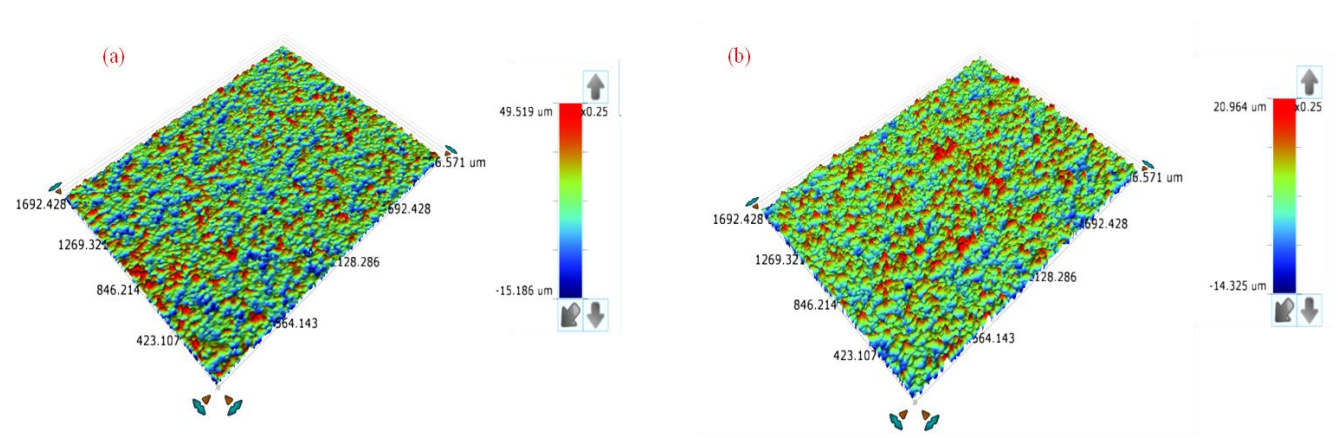 (a)
49.519 um
x0.25
6.571 um
1692.428
692.428
1269.321
128.286
846.214
-15.186 um
564.143
423.107
(b)
20.964 um
x0.25
6.571 um
1692.428
1692.428
1269.32
128.286
846.214
-14.325 um
564.143
423.107